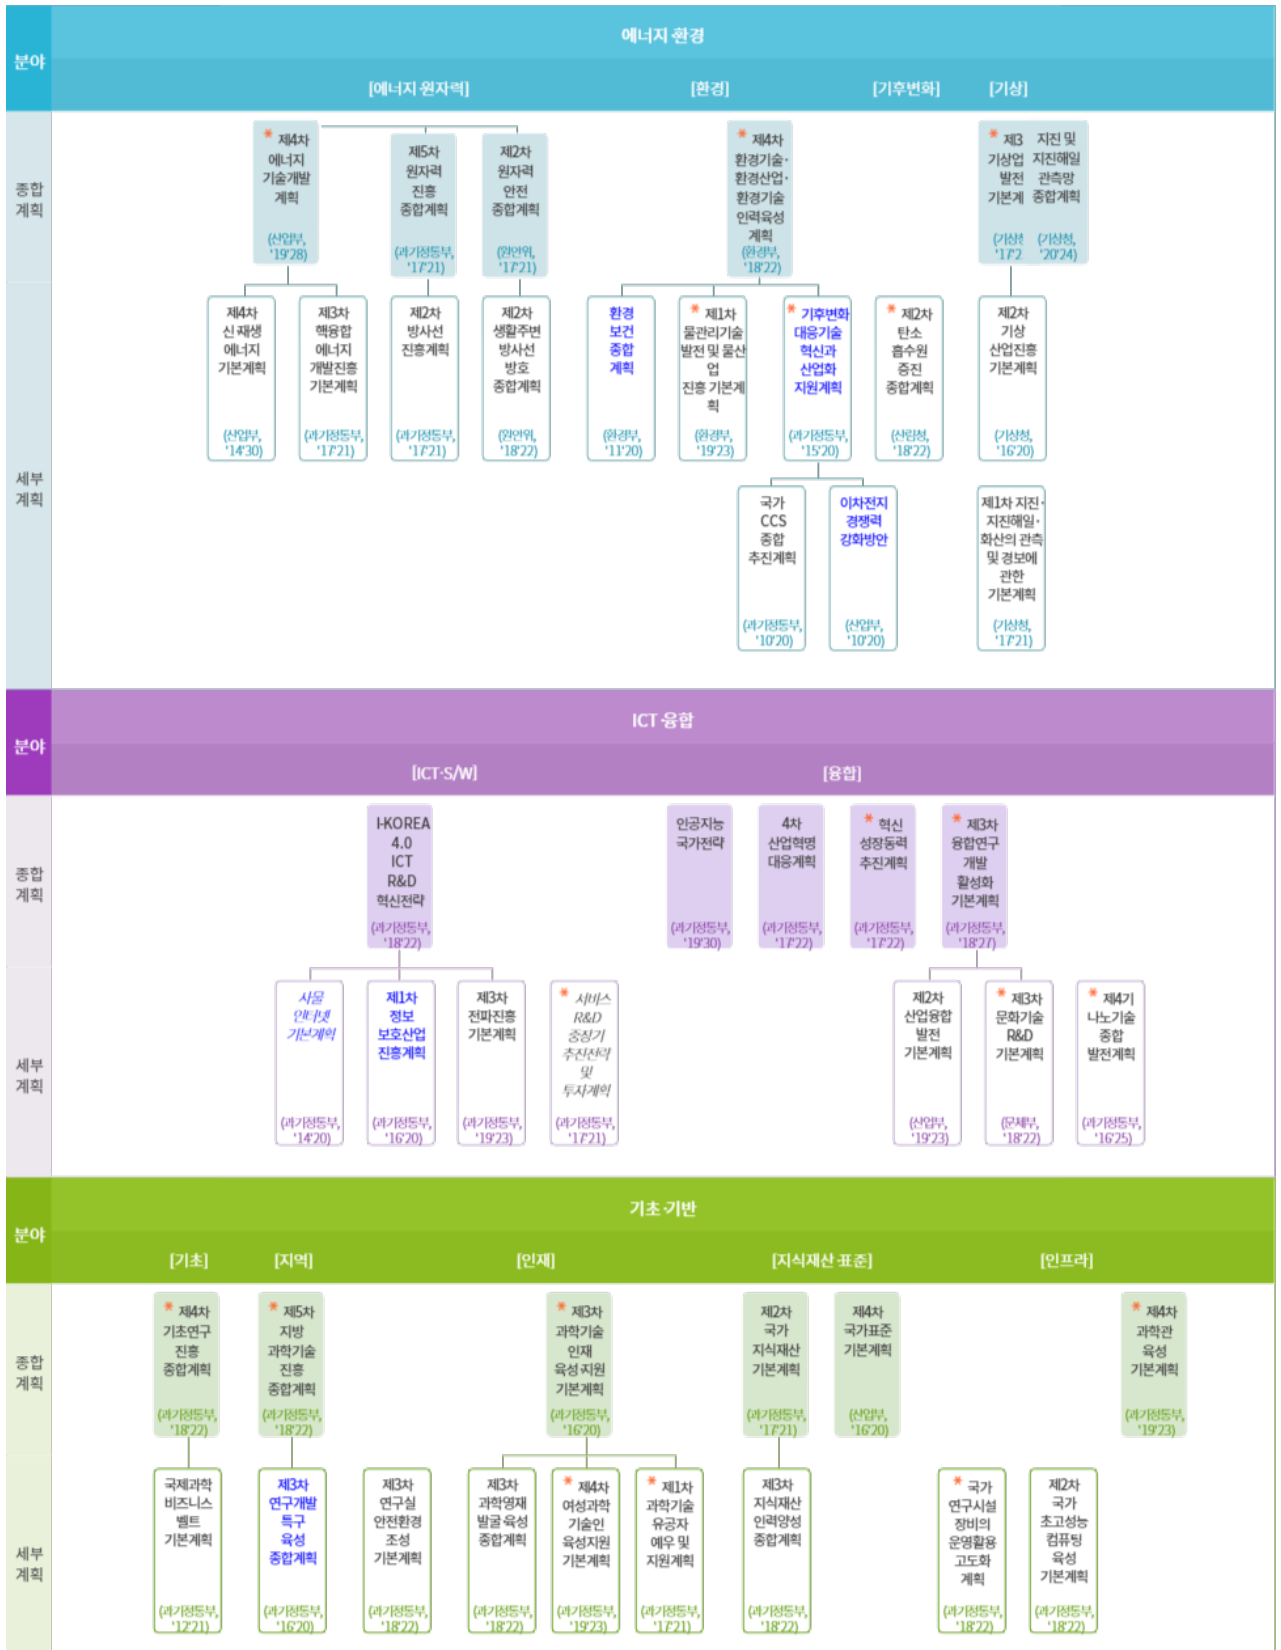 분야
에너지·환경
[에너지·원자력]
[환경]
[기후변화]
[기상]
종합
계획
* 제4차
에너지
기술개발
계획
(산업부,
'19'28)
제5차
원자력
진흥
종합계획
(과기정통부,
'17'21)
제2차
원자력
안전
종합계획
(원안위,
'17'21)
* 제4차
환경기술·
환경산업·
환경기술
인력육성
계획
(환경부,
'18'22)
* 제3
기상업
발전
기본계
(기상청
'17'2
지진 및
지진해일
관측망
종합계획
(기상청,
'20'24)
세부
계획
제4차
신·재생
에너지
기본계획
(산업부,
'14'30)
제3차
핵융합
에너지
개발진흥
기본계획
(과기정통부,
'17'21)
제2차
방사선
진흥계획
(과기정통부,
'17'21)
제2차
생활주변
방사선
방호
종합계획
(원안위,
'18'22)
환경
보건
종합
계획
(환경부,
'11'20)
* 제1차
물관리기술
발전 및 물산
업
진흥 기본계
획
(환경부,
'19'23)
* 기후변화
대응기술
혁신과
산업화
지원계획
(과기정통부,
'15'20)
* 제2차
탄소
흡수원
증진
종합계획
(산림청,
'18'22)
제2차
기상
산업진흥
기본계획
(기상청,
'16'20)
국가
CCS
종합
추진계획
(과기정통부,
'10'20)
이차전지
경쟁력
강화방안
(산업부,
'10'20)
제1차 지진·
지진해일·
화산의 관측
및 경보에
관한
기본계획
(기상청,
'17'21)
분야
ICT·융합
[ICT·S/W]
[융합]
종합
계획
I-KOREA
4.0
ICT
R&D
혁신전략
(과기정통부,
'18'22)
인공지능
국가전략
(과기정통부,
'19'30)
4차
산업혁명
대응계획
(과기정통부,
'17'22)
* 혁신
성장동력
추진계획
(과기정통부,
'17'22)
* 제3차
융합연구
개발
활성화
기본계획
(과기정통부,
'18'27)
세부
계획
사물
인터넷
기본계획
(과기정통부,
'14'20)
제1차
정보
보호산업
진흥계획
(과기정통부,
'16'20)
제3차
전파진흥
기본계획
(과기정통부,
'19'23)
* 서비스
R&D
중장기
추진전략
및
투자계획
(과기정통부,
'17'21)
제2차
산업융합
발전
기본계획
(산업부,
'19'23)
* 제3차
문화기술
R&D
기본계획
(문체부,
'18'22)
* 제4기
나노기술
종합
발전계획
(과기정통부,
'16'25)
분야
기초·기반
[기초]
[지역]
[인재]
[지식재산·표준]
[인프라]
종합
계획
* 제4차
기초연구
진흥
종합계획
(과기정통부,
'18'22)
* 제5차
지방
과학기술
진흥
종합계획
(과기정통부,
'18'22)
* 제3차
과학기술
인재
육성·지원
기본계획
(과기정통부,
'16'20)
제2차
국가
지식재산
기본계획
(과기정통부,
'17'21)
제4차
국가표준
기본계획
(산업부,
'16'20)
* 제4차
과학관
육성
기본계획
(과기정통부,
'19'23)
세부
계획
국제과학
비즈니스
벨트
기본계획
(과기정통부,
'12'21)
제3차
연구개발
특구
육성
종합계획
(과기정통부,
'16'20)
제3차
연구실
안전환경
조성
기본계획
(과기정통부,
'18'22)
제3차
과학영재
발굴·육성
종합계획
(과기정통부,
'18'22)
* 제4차
여성과학
기술인
육성지원
기본계획
(과기정통부,
'19'23)
* 제1차
과학기술
유공자
예우 및
지원계획
(과기정통부,
'17'21)
제3차
지식재산
인력양성
종합계획
(과기정통부,
'18'22)
* 국가
연구시설
장비의
운영활용
고도화
계획
(과기정통부,
'18'22)
제2차
국가
초고성능
컴퓨팅
육성
기본계획
(과기정통부,
'18'22)